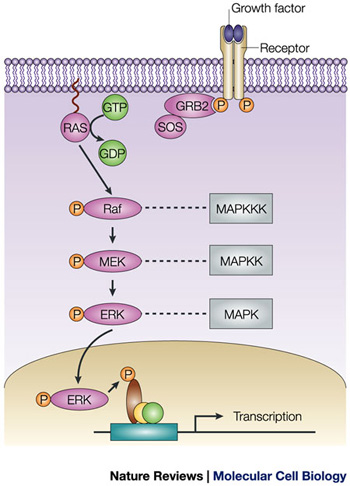 Growth factor
Receptor
GTP
GRB2
P P
RAS
SOS
GDP
P Raf MAPKKK
P MEK MAPKK
P ERK MAPK
P
P ERK
Transcription
Nature Reviews | Molecular Cell Biology